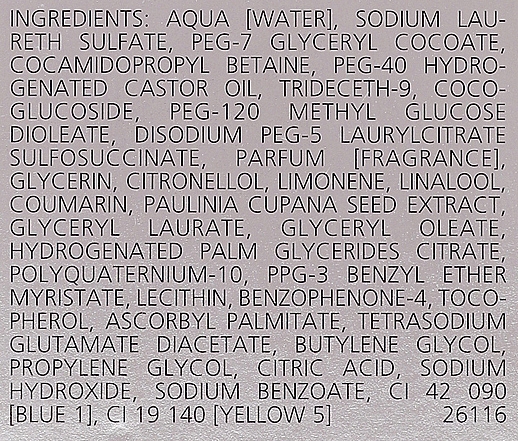 INGREDIENTS: AQUA [WATER], SODIUM LAU-
RETH SULFATE, PEG-7 GLYCERYL COCOATE,
COCAMIDOPROPYL BETAINE, PEG-40 HYDRO-
GENATED CASTOR OIL, TRIDECETH-9, COCO-
GLUCOSIDE, PEG-120 METHYL GLUCOSE
DIOLEATE, DISODIUM PEG-5 LAURYLCITRATE
SULFOSUCCINATE, PARFUM [FRAGRANCE],
GLYCERIN, CITRONELLOL, LIMONENE, LINALOOL,
COUMARIN, PAULINIA CUPANA SEED EXTRACT,
GLYCERYL LAURATE, GLYCERYL OLEATE,
HYDROGENATED PALM GLYCERIDES CITRATE,
POLYQUATERNIUM-10, PPG-3 BENZYL ETHER
MYRISTATE, LECITHIN, BENZOPHENONE-4, TOCO-
PHEROL, ASCORBYL PALMITATE, TETRASODIUM
GLUTAMATE DIACETATE, BUTYLENE GLYCOL,
PROPYLENE GLYCOL, CITRIC ACID, SODIUM
HYDROXIDE, SODIUM BENZOATE, CI 42 090
[BLUE 1], CI 19 140 [YELLOW 5] 26116